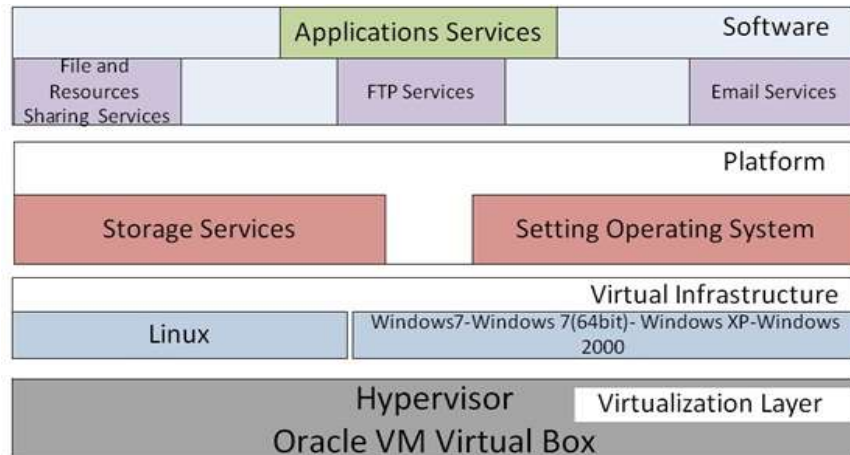 Applications Services
Software
File and
Resources
Sharing Services
FTP Services
Email Services
Platform
Storage Services
Setting Operating System
Virtual Infrastructure
Linux
Windows7-Windows 7(64bit)- Windows XP-Windows
2000
Hypervisor
Virtualization Layer
Oracle VM Virtual Box